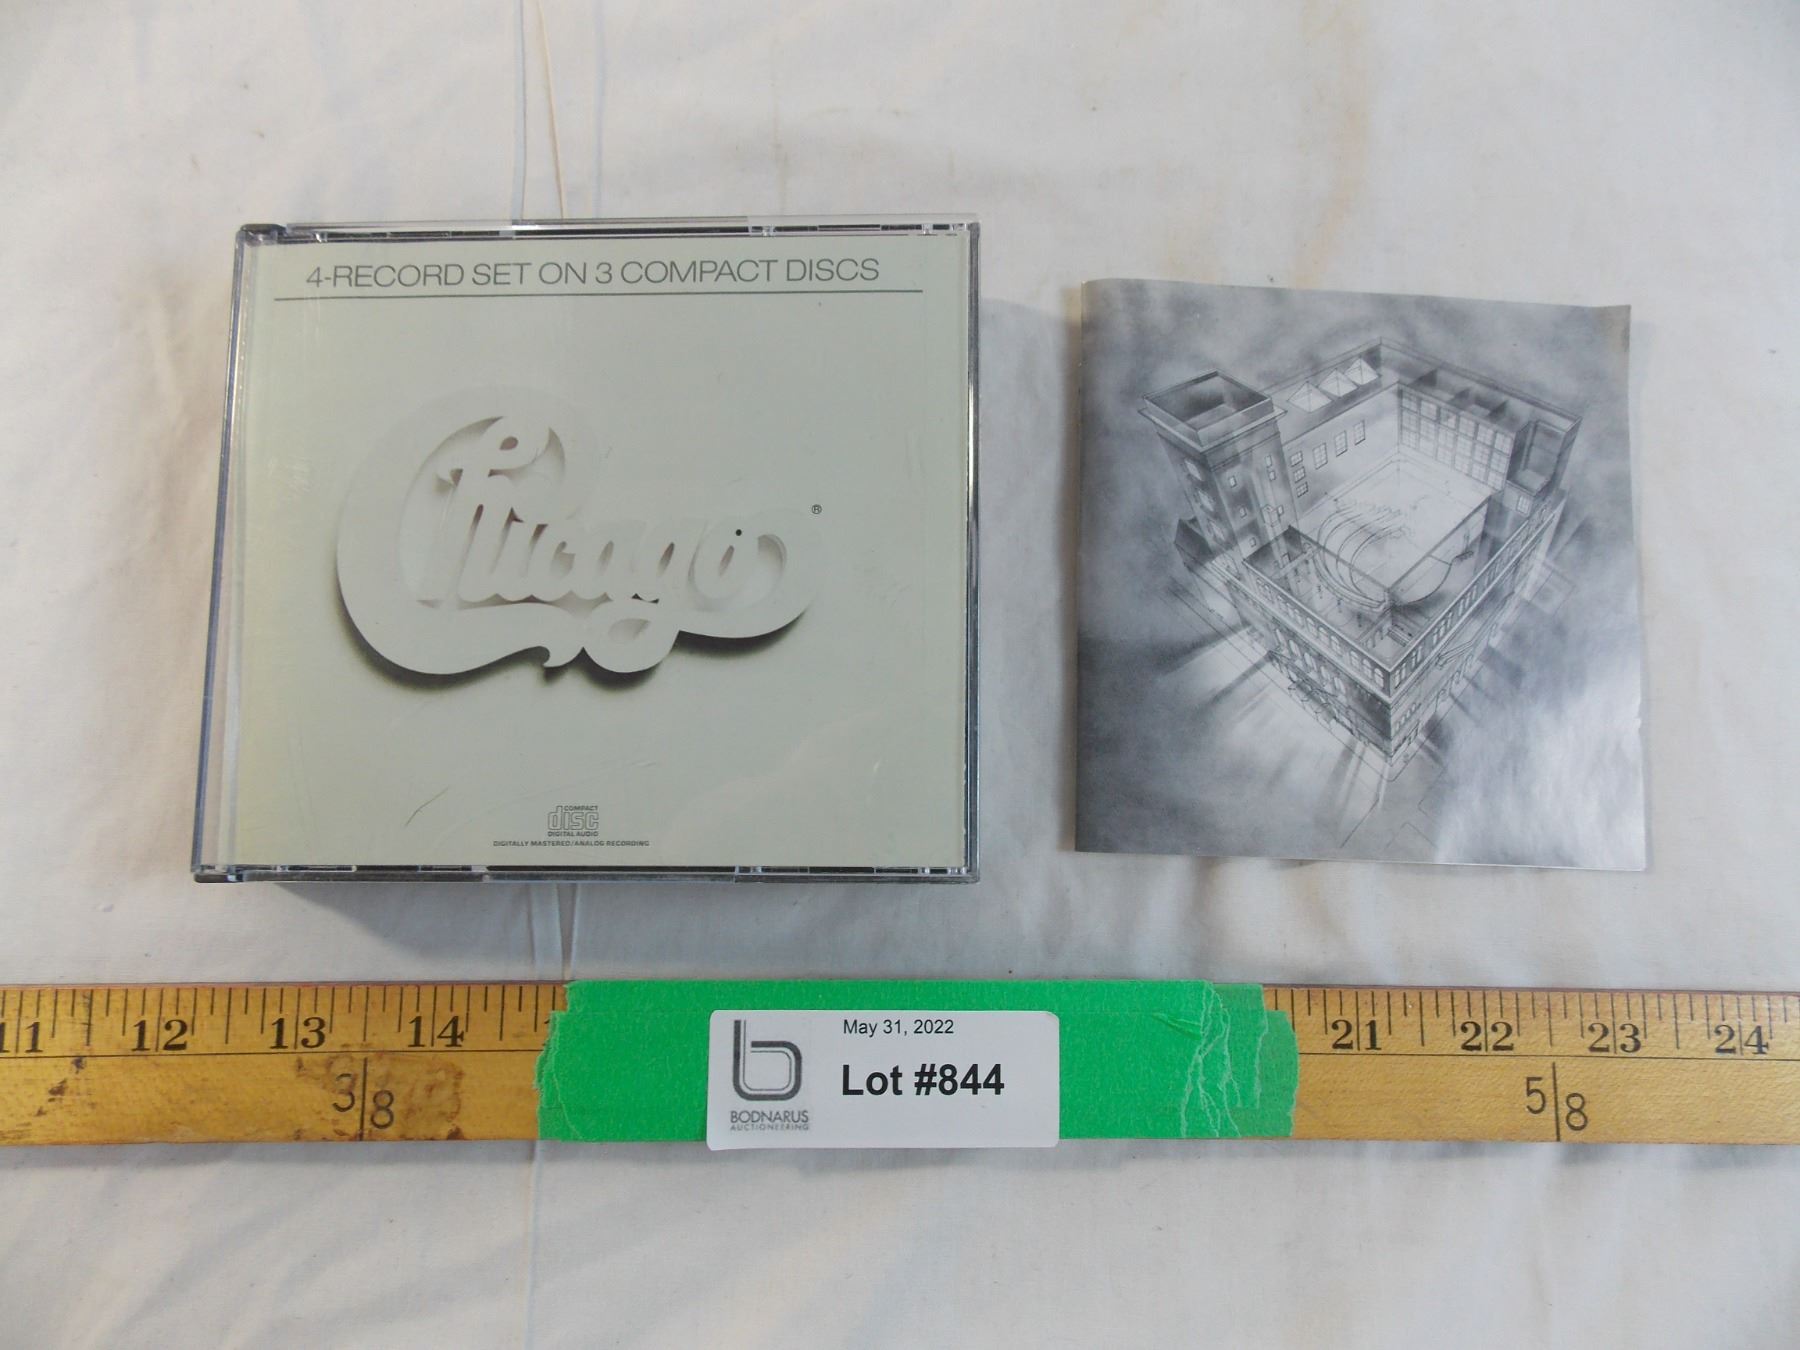 4-RECORD SET ON 3 COMPACT DISCS
Chicago®
COMPACT
disc
DIGITAL AUDIO
DIGITALLY MASTERED/ANALOG RECORDING
11 12 13 14 21 22 23 24
3/8 5/8
May 31, 2022
Lot #844
b
BODNARUS
AUCTIONEERING